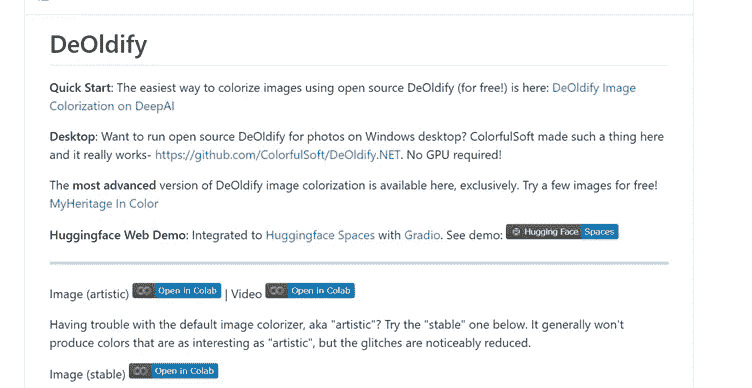 DeOldify
Quick Start: The easiest way to colorize images using open source DeOldify (for free!) is here: DeOldify Image
Colorization on DeepAI
Desktop: Want to run open source DeOldify for photos on Windows desktop? ColorfulSoft made such a thing here
and it really works- https://github.com/ColorfulSoft/DeOldify.NET. No GPU required!
The most advanced version of DeOldify image colorization is available here, exclusively. Try a few images for free!
MyHeritage In Color
Huggingface Web Demo: Integrated to Huggingface Spaces with Gradio. See demo: Hugging Face Spaces
Image (artistic) Open in Colab | Video Open in Colab
Having trouble with the default image colorizer, aka "artistic"? Try the "stable" one below. It generally won't
produce colors that are as interesting as "artistic", but the glitches are noticeably reduced.
Image (stable) Open in Colab